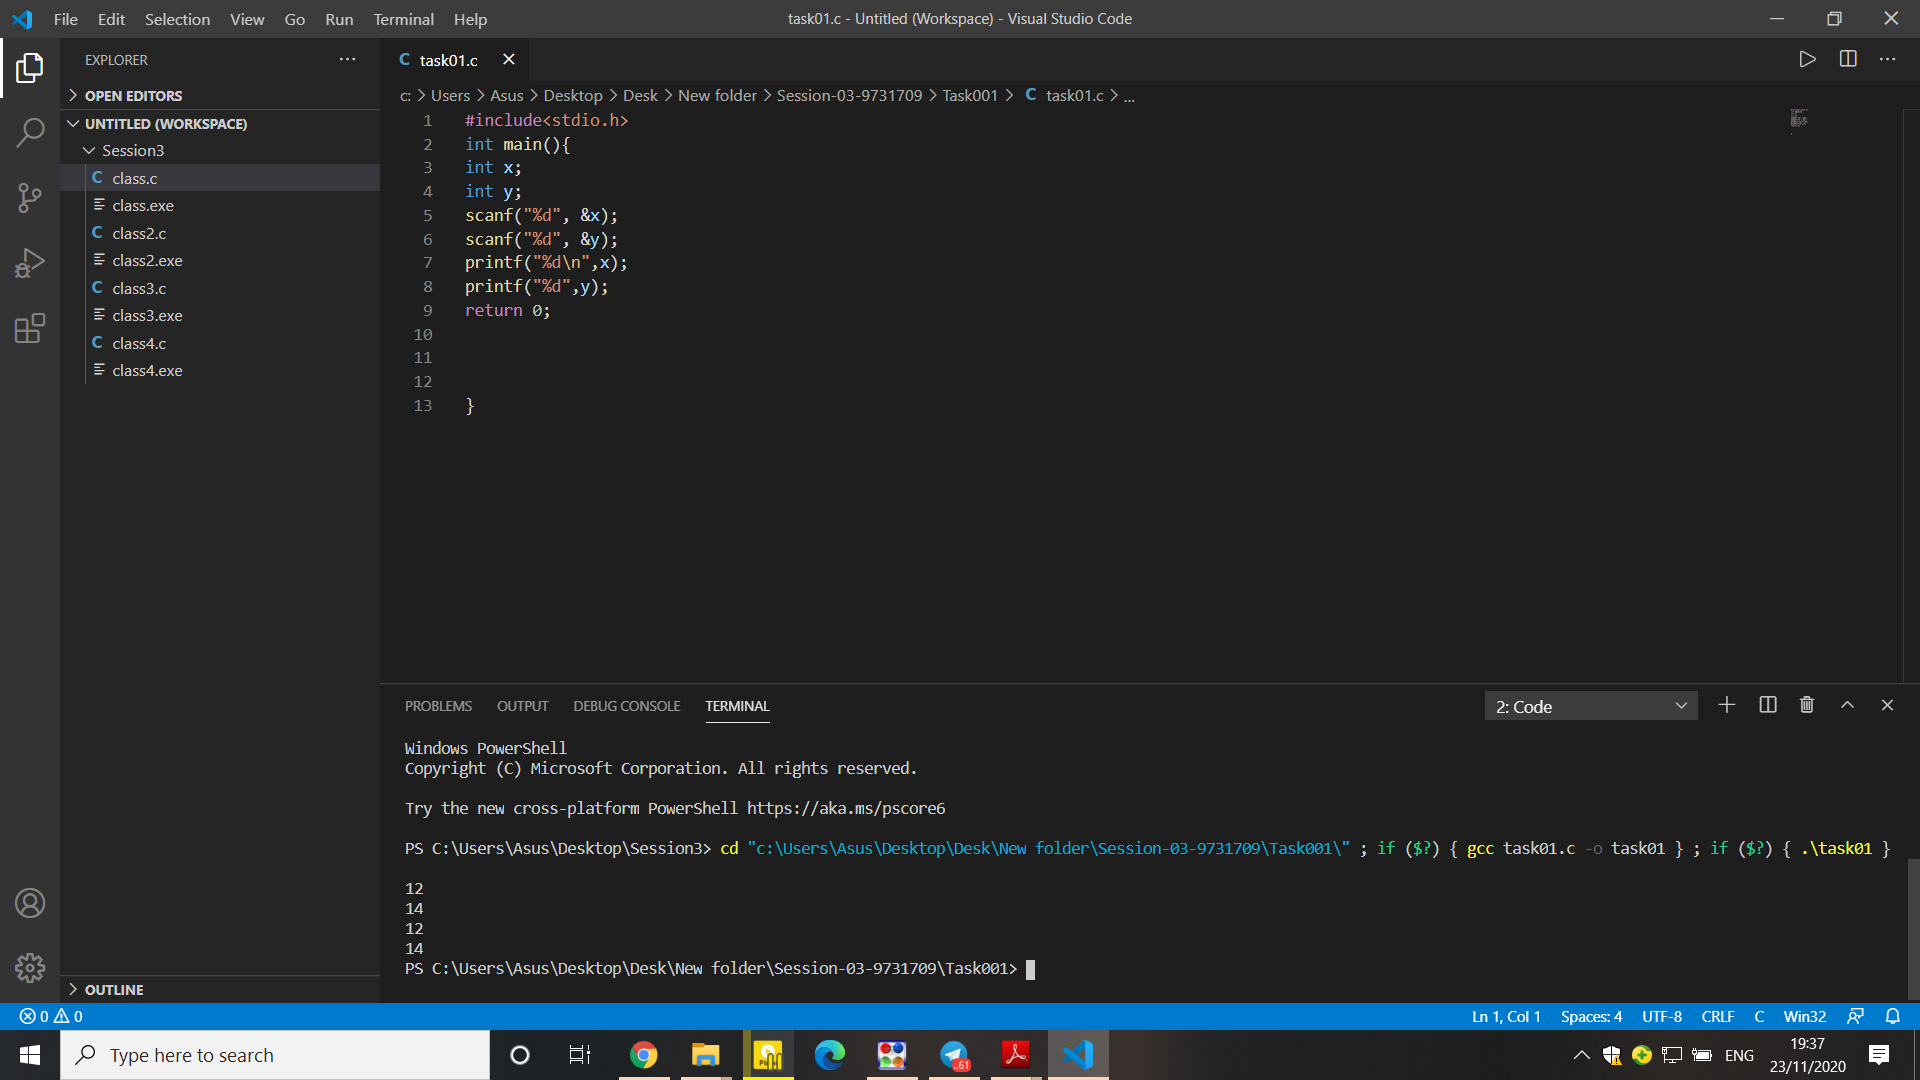 File Edit Selection View Go Run Terminal Help
task01.c - Untitled (Workspace) - Visual Studio Code
EXPLORER
OPEN EDITORS
UNTITLED (WORKSPACE)
Session3
C class.c
class.exe
C class2.c
class2.exe
C class3.c
class3.exe
C class4.c
class4.exe
OUTLINE
C task01.c
c: > Users > Asus > Desktop > Desk > New folder > Session-03-9731709 > Task001 > C task01.c > ...
1 #include<stdio.h>
2 int main(){
3 int x;
4 int y;
5 scanf("%d", &x);
6 scanf("%d", &y);
7 printf("%d\n",x);
8 printf("%d",y);
9 return 0;
10
11
12
13 }
PROBLEMS OUTPUT DEBUG CONSOLE TERMINAL
2: Code
Windows PowerShell
Copyright (C) Microsoft Corporation. All rights reserved.
Try the new cross-platform PowerShell https://aka.ms/pscore6
PS C:\Users\Asus\Desktop\Session3> cd "c:\Users\Asus\Desktop\Desk\New folder\Session-03-9731709\Task001\" ; if ($?) { gcc task01.c -o task01 } ; if ($?) { .\task01 }
12
14
12
14
PS C:\Users\Asus\Desktop\Desk\New folder\Session-03-9731709\Task001>
0 0
Ln 1, Col 1 Spaces: 4 UTF-8 CRLF C Win32
Type here to search
..61
ENG
19:37
23/11/2020